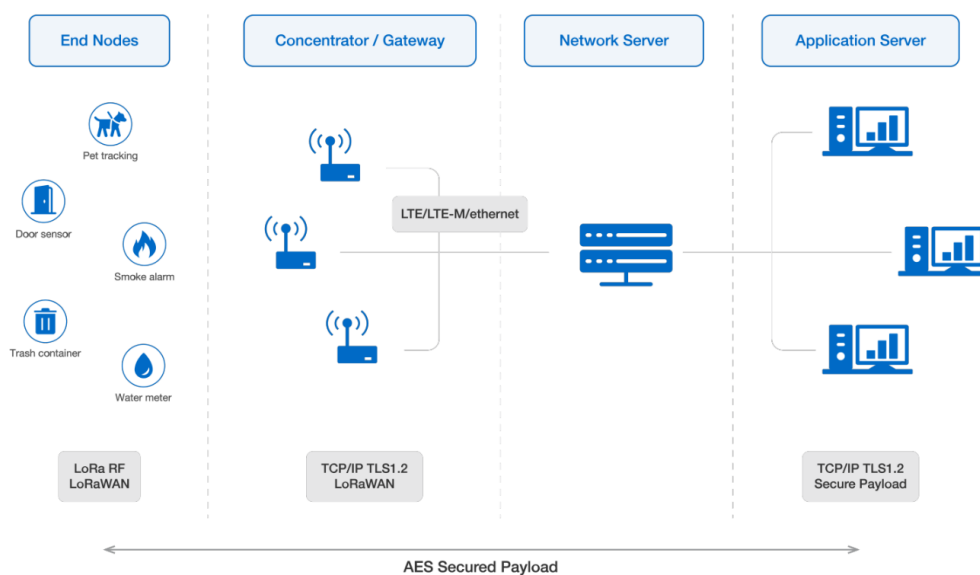 End Nodes
Concentrator / Gateway
Network Server
Application Server
Pet tracking
Door sensor
Smoke alarm
Trash container
Water meter
LTE/LTE-M/ethernet
LoRa RF
LoRaWAN
TCP/IP TLS1.2
LoRaWAN
TCP/IP TLS1.2
Secure Payload
AES Secured Payload